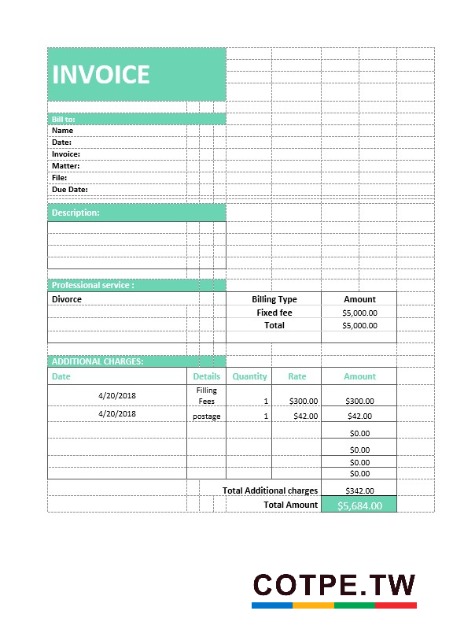 INVOICE
Bill to:
Name
Date:
Invoice:
Matter:
File:
Due Date:
Description:
Professional service :
Divorce Billing Type Amount
Fixed fee $5,000.00
Total $5,000.00
ADDITIONAL CHARGES:
Date Details Quantity Rate Amount
4/20/2018 Filling Fees 1 $300.00 $300.00
4/20/2018 postage 1 $42.00 $42.00
$0.00
$0.00
$0.00
$0.00
Total Additional charges $342.00
Total Amount $5,684.00
COTPE.TW